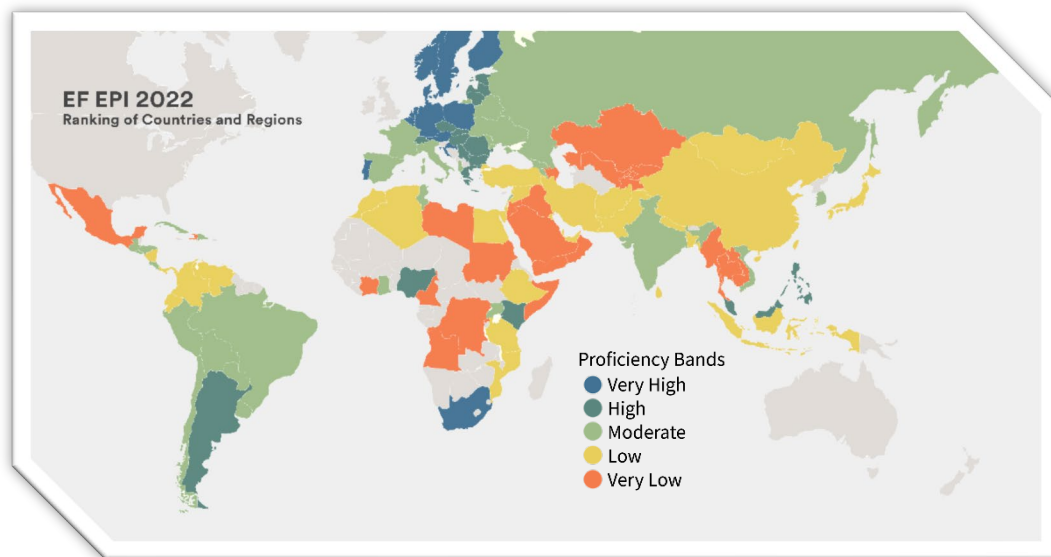 EF EPI 2022
Ranking of Countries and Regions
Proficiency Bands
Very High
High
Moderate
Low
Very Low